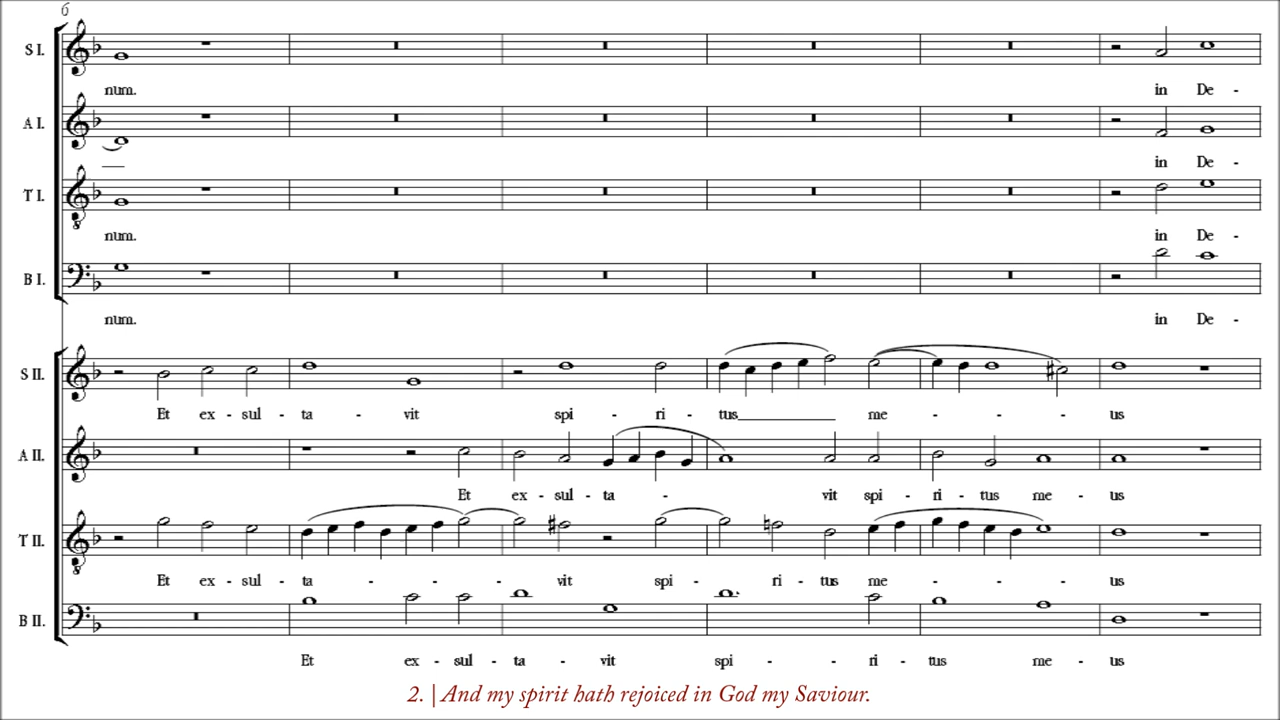 6
S I.
num. in De -
A I.
in De -
T I.
num. in De -
B I.
num. in De -
S II.
Et ex - sul - ta - vit spi - ri - tus me - - - us
A II.
Et ex - sul - ta - vit spi - ri - tus me - us
T II.
Et ex - sul - ta - - - vit spi - ri - tus me - - - us
B II.
Et ex - sul - ta - vit spi - - ri - tus me - us
2. | And my spirit hath rejoiced in God my Saviour.